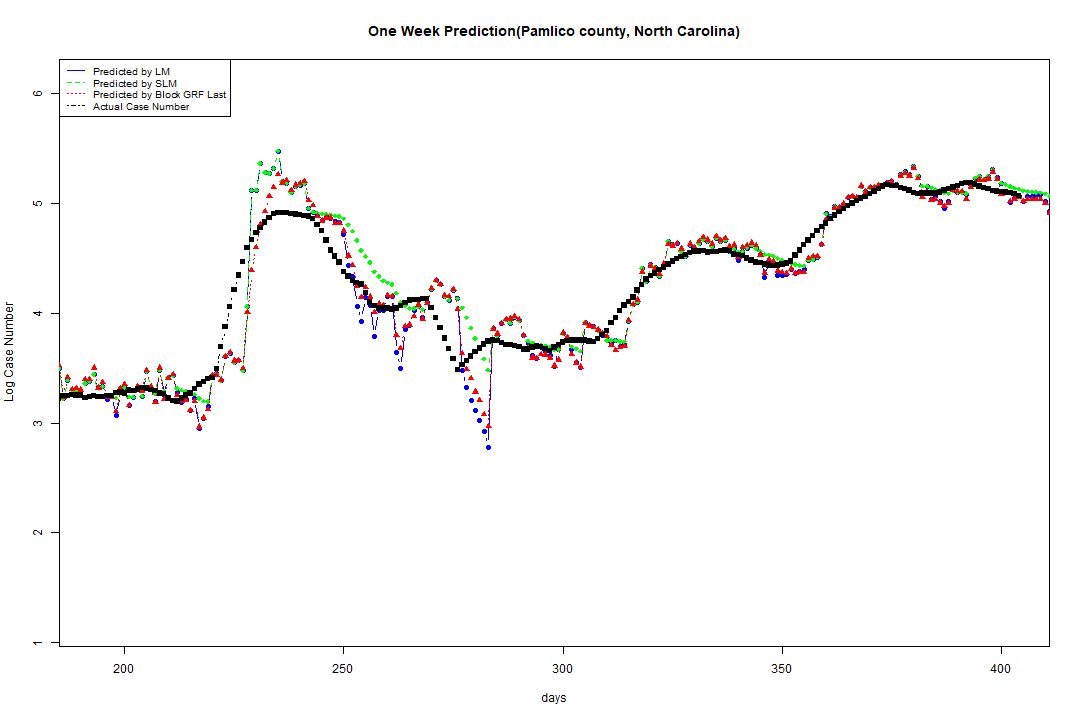 One Week Prediction(Pamlico county, North Carolina)
Predicted by LM
Predicted by SLM
Predicted by Block GRF Last
Actual Case Number
6
5
4
3
2
1
Log Case Number
200 250 300 350 400
days